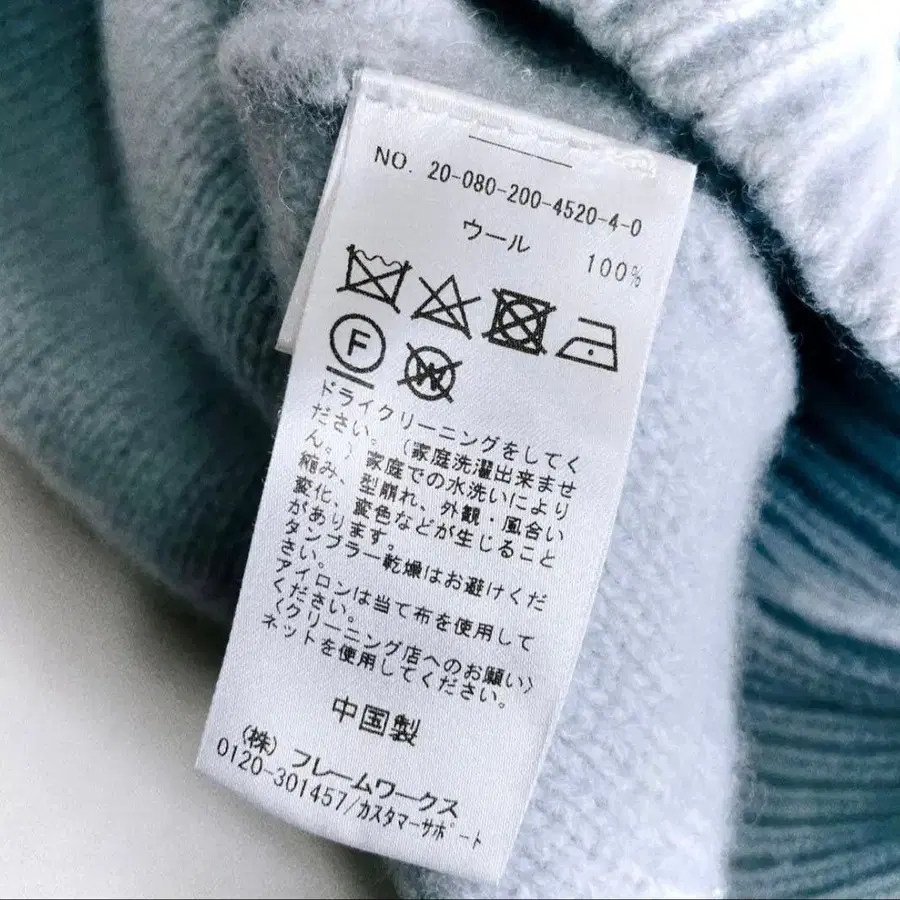 NO. 20-080-200-4520-4-0
ウール
100%
F
W
ドライクリーニングをしてく
ださい。（家庭洗濯出来ませ
ん。）家庭での水洗いにより
縮み、型崩れ、外観・風合い
変化、変色などが生じること
があります。
タンブラー乾燥はお避けくだ
さい。
アイロンは当て布を使用して
ください。
〈クリーニング店へのお願い〉
ネットを使用してください。
中国製
（株）フレームワークス
0120-301457/カスタマーサポート